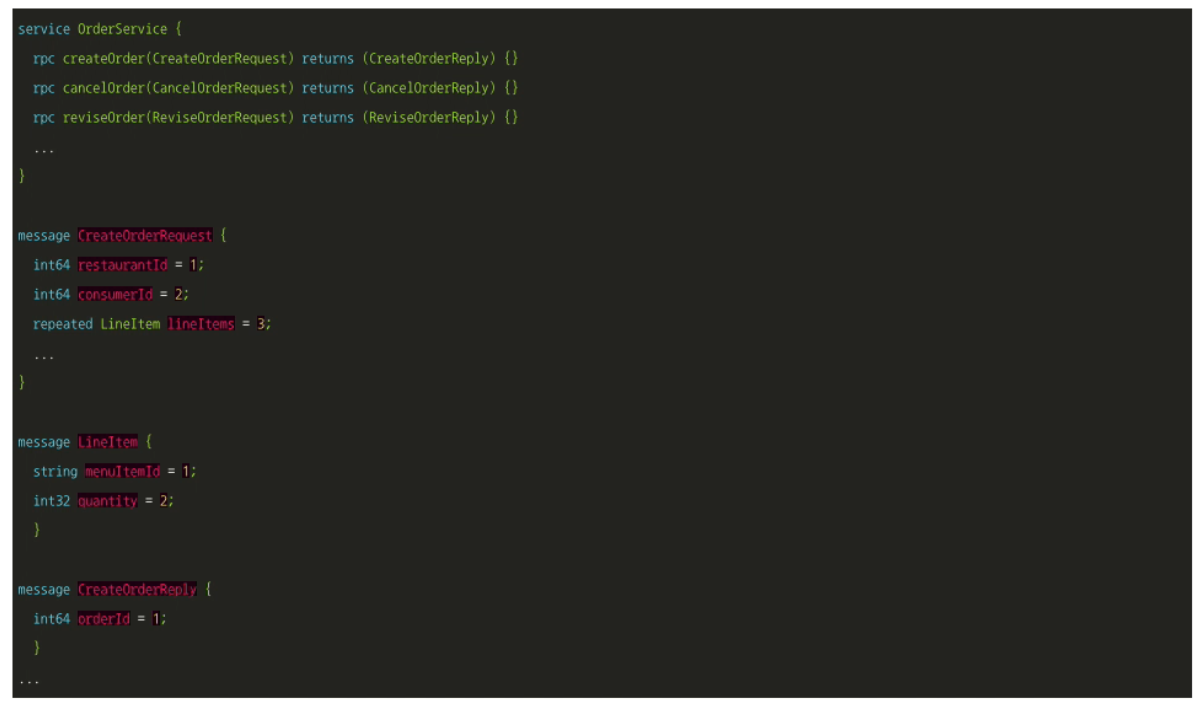 service OrderService {
rpc createOrder(CreateOrderRequest) returns (CreateOrderReply) {}
rpc cancelOrder(CancelOrderRequest) returns (CancelOrderReply) {}
rpc reviseOrder(ReviseOrderRequest) returns (ReviseOrderReply) {}
...
}
message CreateOrderRequest {
int64 restaurantId = 1;
int64 consumerId = 2;
repeated LineItem lineItems = 3;
...
}
message LineItem {
string menuItemId = 1;
int32 quantity = 2;
}
message CreateOrderReply {
int64 orderId = 1;
}
...